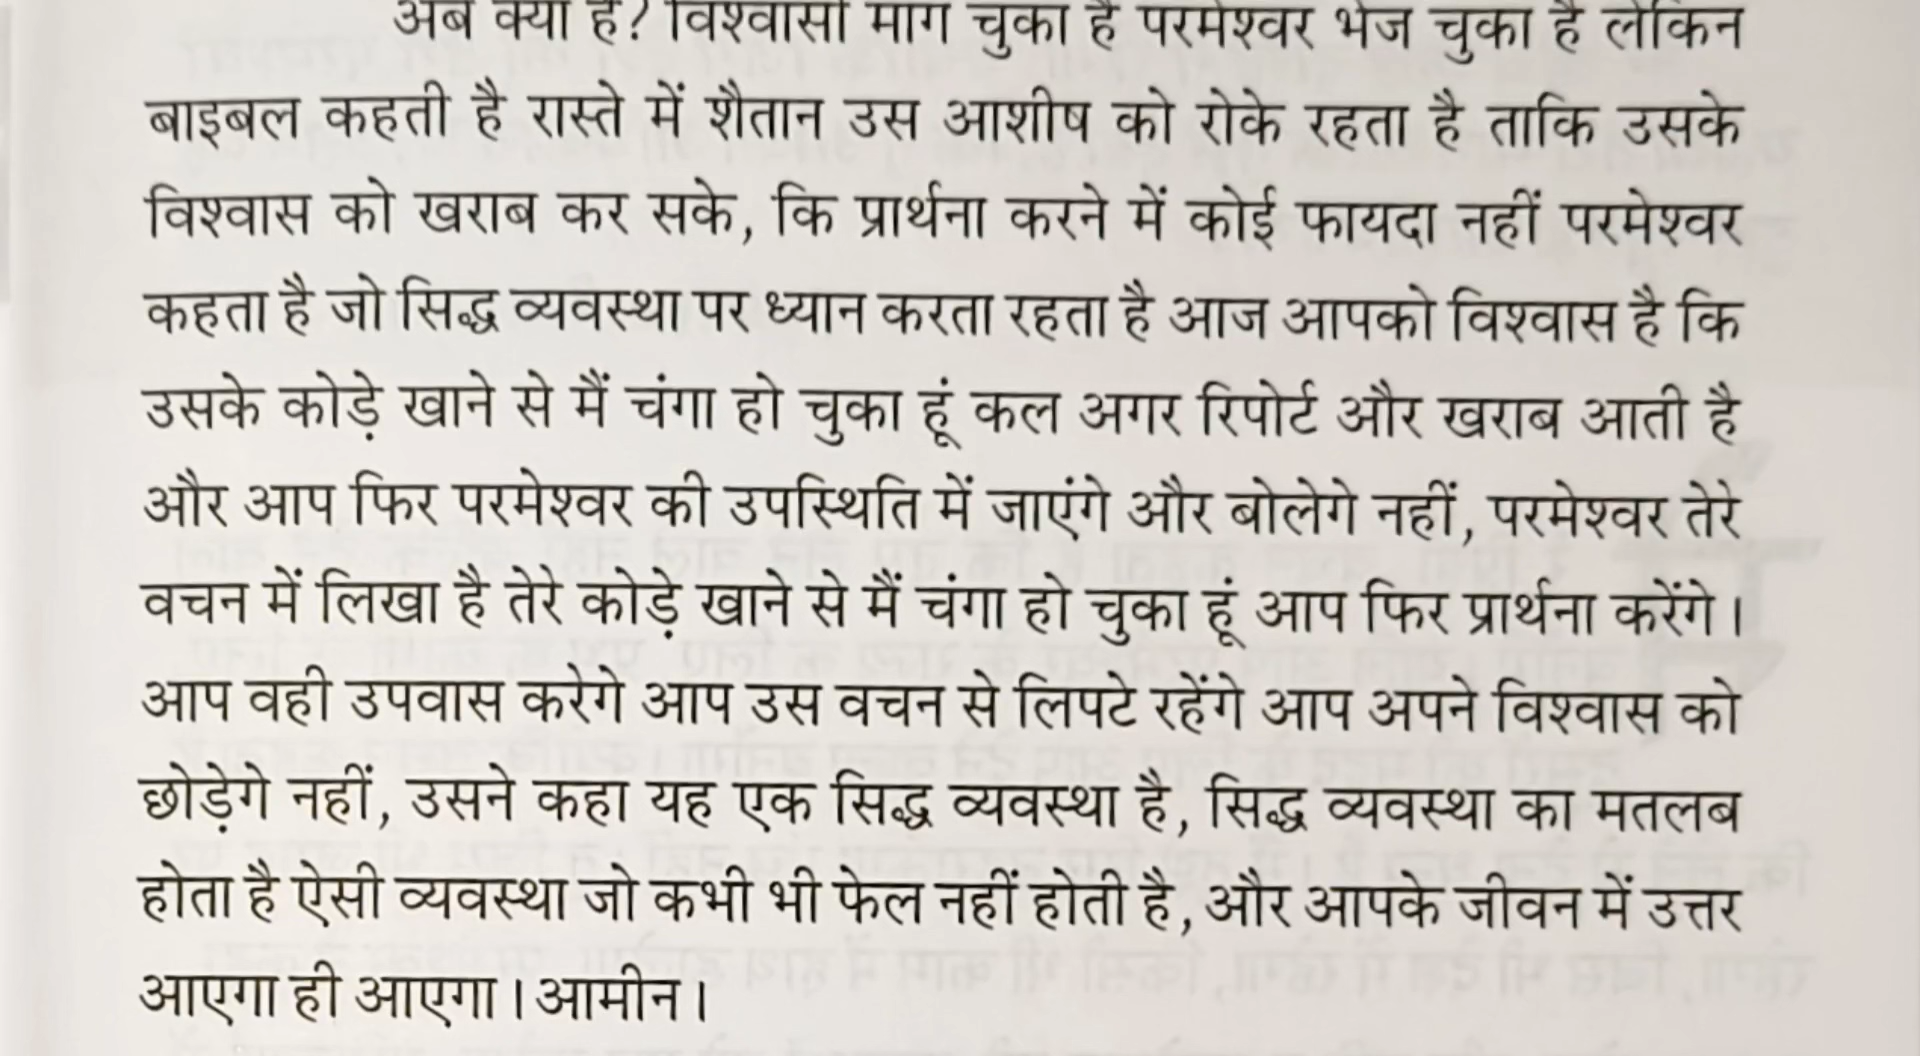 अब क्या है? विश्वासी मांग चुका है परमेश्वर भेज चुका है लेकिन
बाइबल कहती है रास्ते में शैतान उस आशीष को रोके रहता है ताकि उसके
विश्वास को खराब कर सके, कि प्रार्थना करने में कोई फायदा नहीं परमेश्वर
कहता है जो सिद्ध व्यवस्था पर ध्यान करता रहता है आज आपको विश्वास है कि
उसके कोड़े खाने से मैं चंगा हो चुका हूं कल अगर रिपोर्ट और खराब आती है
और आप फिर परमेश्वर की उपस्थिति में जाएंगे और बोलेगे नहीं, परमेश्वर तेरे
वचन में लिखा है तेरे कोड़े खाने से मैं चंगा हो चुका हूं आप फिर प्रार्थना करेंगे।
आप वही उपवास करेगे आप उस वचन से लिपटे रहेंगे आप अपने विश्वास को
छोड़ेगे नहीं, उसने कहा यह एक सिद्ध व्यवस्था है, सिद्ध व्यवस्था का मतलब
होता है ऐसी व्यवस्था जो कभी भी फेल नहीं होती है, और आपके जीवन में उत्तर
आएगा ही आएगा। आमीन।